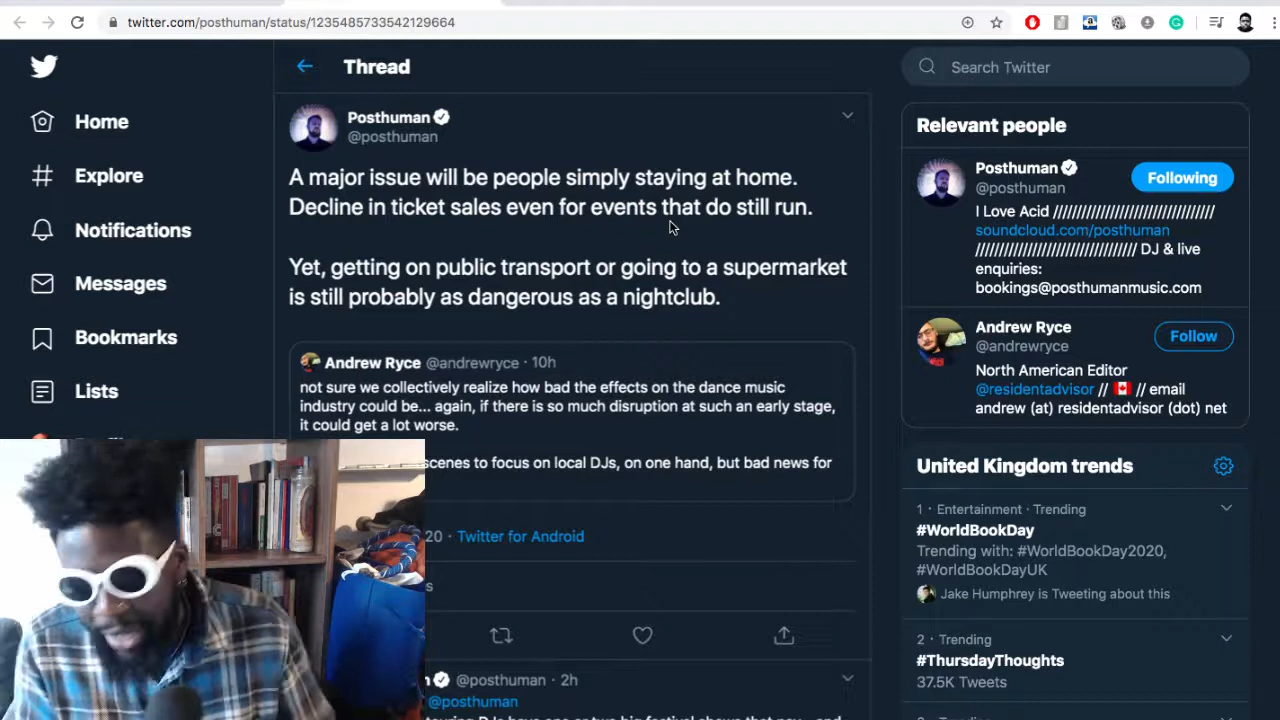 twitter.com/posthuman/status/1235485733542129664
Home
Explore
Notifications
Messages
Bookmarks
Lists
Thread
Posthuman
@posthuman
A major issue will be people simply staying at home.
Decline in ticket sales even for events that do still run.
Yet, getting on public transport or going to a supermarket
is still probably as dangerous as a nightclub.
Andrew Ryce @andrewryce · 10h
not sure we collectively realize how bad the effects on the dance music
industry could be... again, if there is so much disruption at such an early stage,
it could get a lot worse.
scenes to focus on local DJs, on one hand, but bad news for
20 · Twitter for Android
@posthuman · 2h
@posthuman
Search Twitter
Relevant people
Posthuman
@posthuman
Following
I Love Acid //////////////////////////////////
soundcloud.com/posthuman
////////////////////////////////// DJ & live
enquiries:
bookings@posthumanmusic.com
Andrew Ryce
@andrewryce
Follow
North American Editor
@residentadvisor // 🇨🇦 // email
andrew (at) residentadvisor (dot) net
United Kingdom trends
1 · Entertainment · Trending
#WorldBookDay
Trending with: #WorldBookDay2020,
#WorldBookDayUK
Jake Humphrey is Tweeting about this
2 · Trending
#ThursdayThoughts
37.5K Tweets